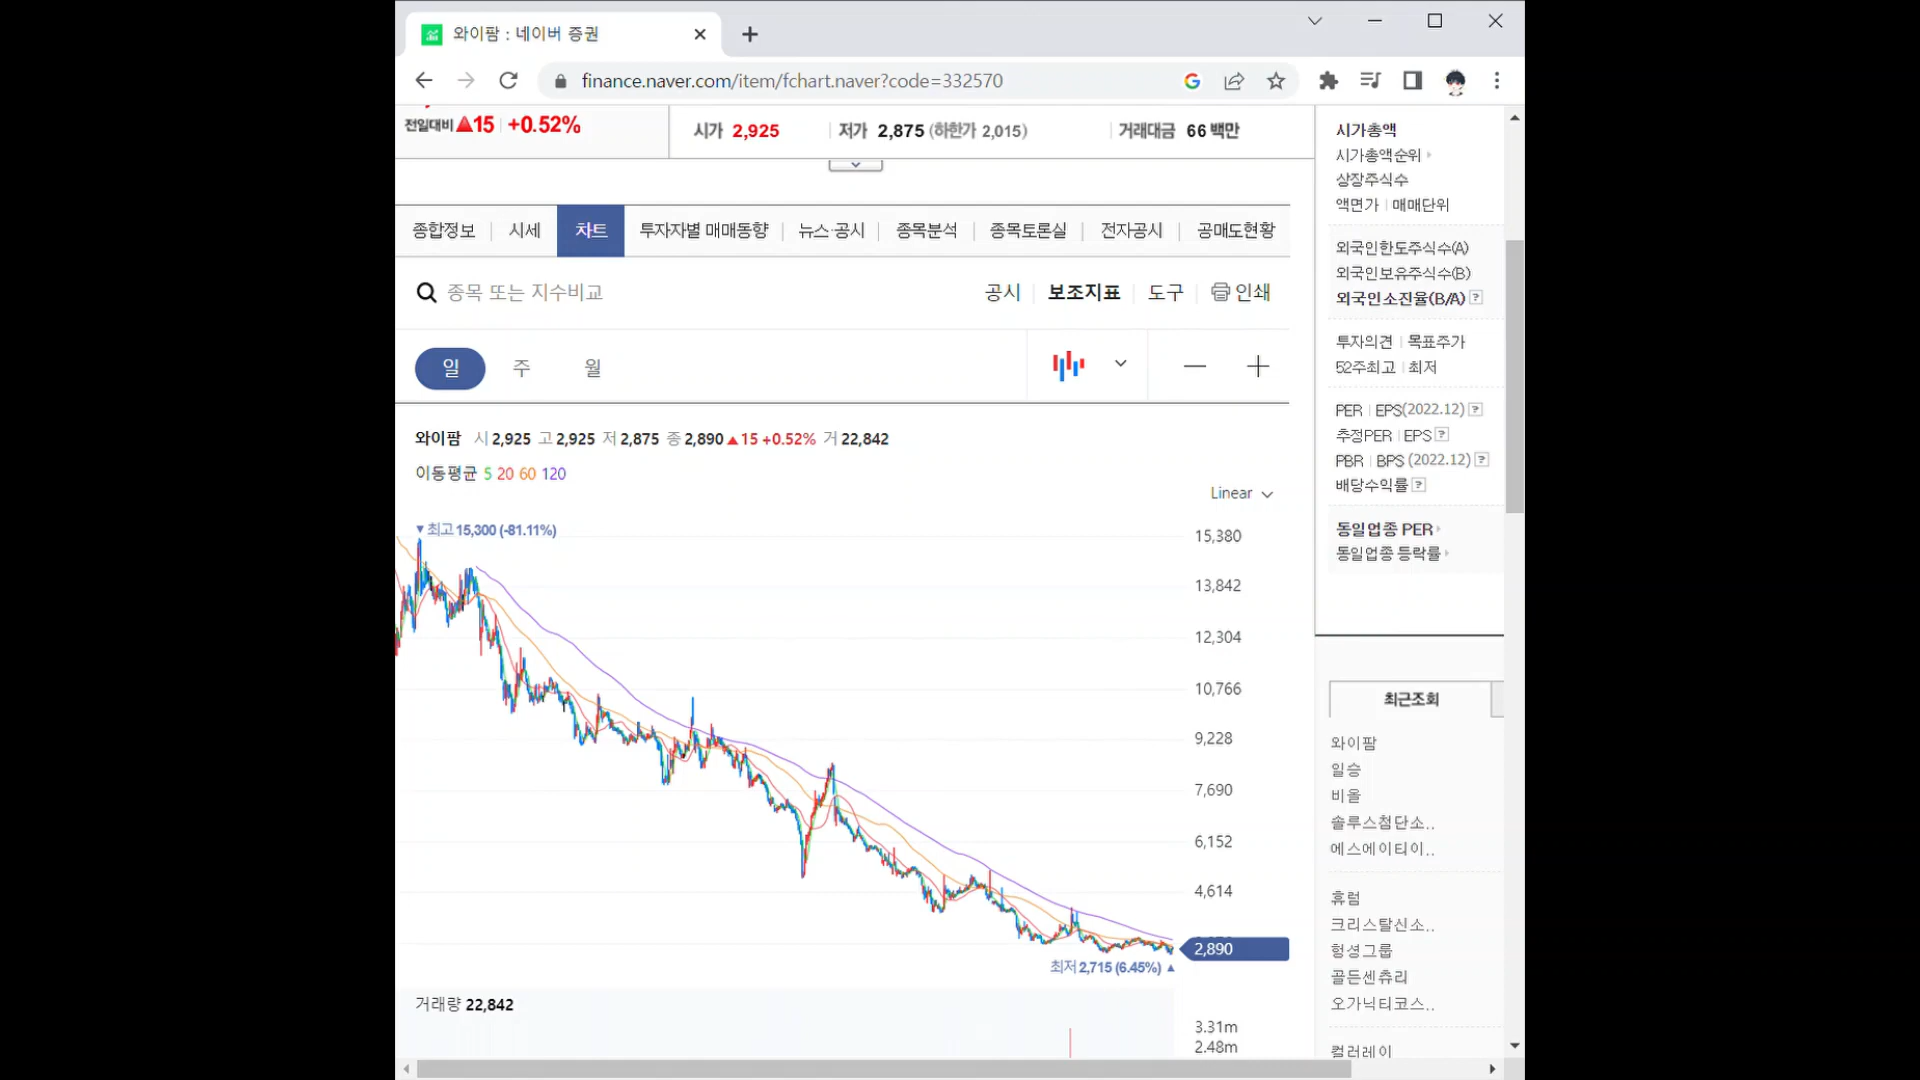 와이팜 : 네이버 증권
finance.naver.com/item/fchart.naver?code=332570
전일대비 ▲15 +0.52%
시가 2,925 저가 2,875 (하한가 2,015) 거래대금 66 백만
종합정보 시세 차트 투자자별 매매동향 뉴스·공시 종목분석 종목토론실 전자공시 공매도현황
종목 또는 지수비교
공시 보조지표 도구 인쇄
일 주 월
와이팜 시 2,925 고 2,925 저 2,875 종 2,890 ▲15 +0.52% 거 22,842
이동평균 5 20 60 120
Linear
▼최고 15,300 (-81.11%)
15,380
13,842
12,304
10,766
9,228
7,690
6,152
4,614
2,890
최저 2,715 (6.45%) ▲
거래량 22,842
3.31m
2.48m
시가총액
시가총액순위
상장주식수
액면가 | 매매단위
외국인한도주식수(A)
외국인보유주식수(B)
외국인소진율(B/A) ?
투자의견 | 목표주가
52주최고 | 최저
PER | EPS(2022.12) ?
추정PER | EPS ?
PBR | BPS (2022.12) ?
배당수익률 ?
동일업종 PER
동일업종 등락률
최근조회
와이팜
일승
비올
솔루스첨단소..
에스에이티이..
휴럼
크리스탈신소..
헝셩그룹
골든센츄리
오가닉티코스..
컬러레이